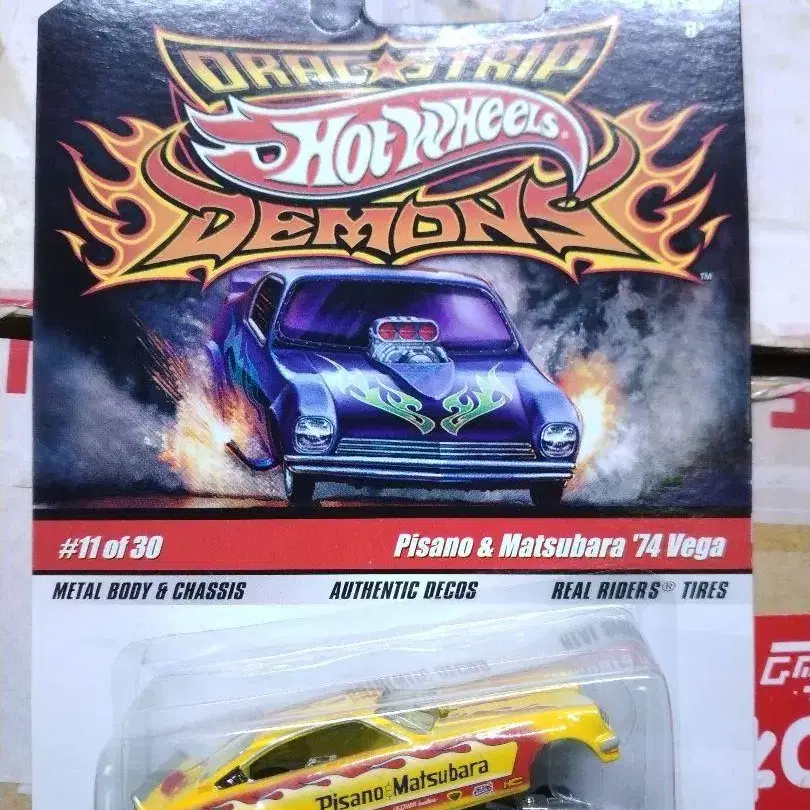 DRAG★STRIP
Hot Wheels®
DEMONS™
#11 of 30
Pisano & Matsubara '74 Vega
METAL BODY & CHASSIS
AUTHENTIC DECOS
REAL RIDERS® TIRES
Pisano & Matsubara